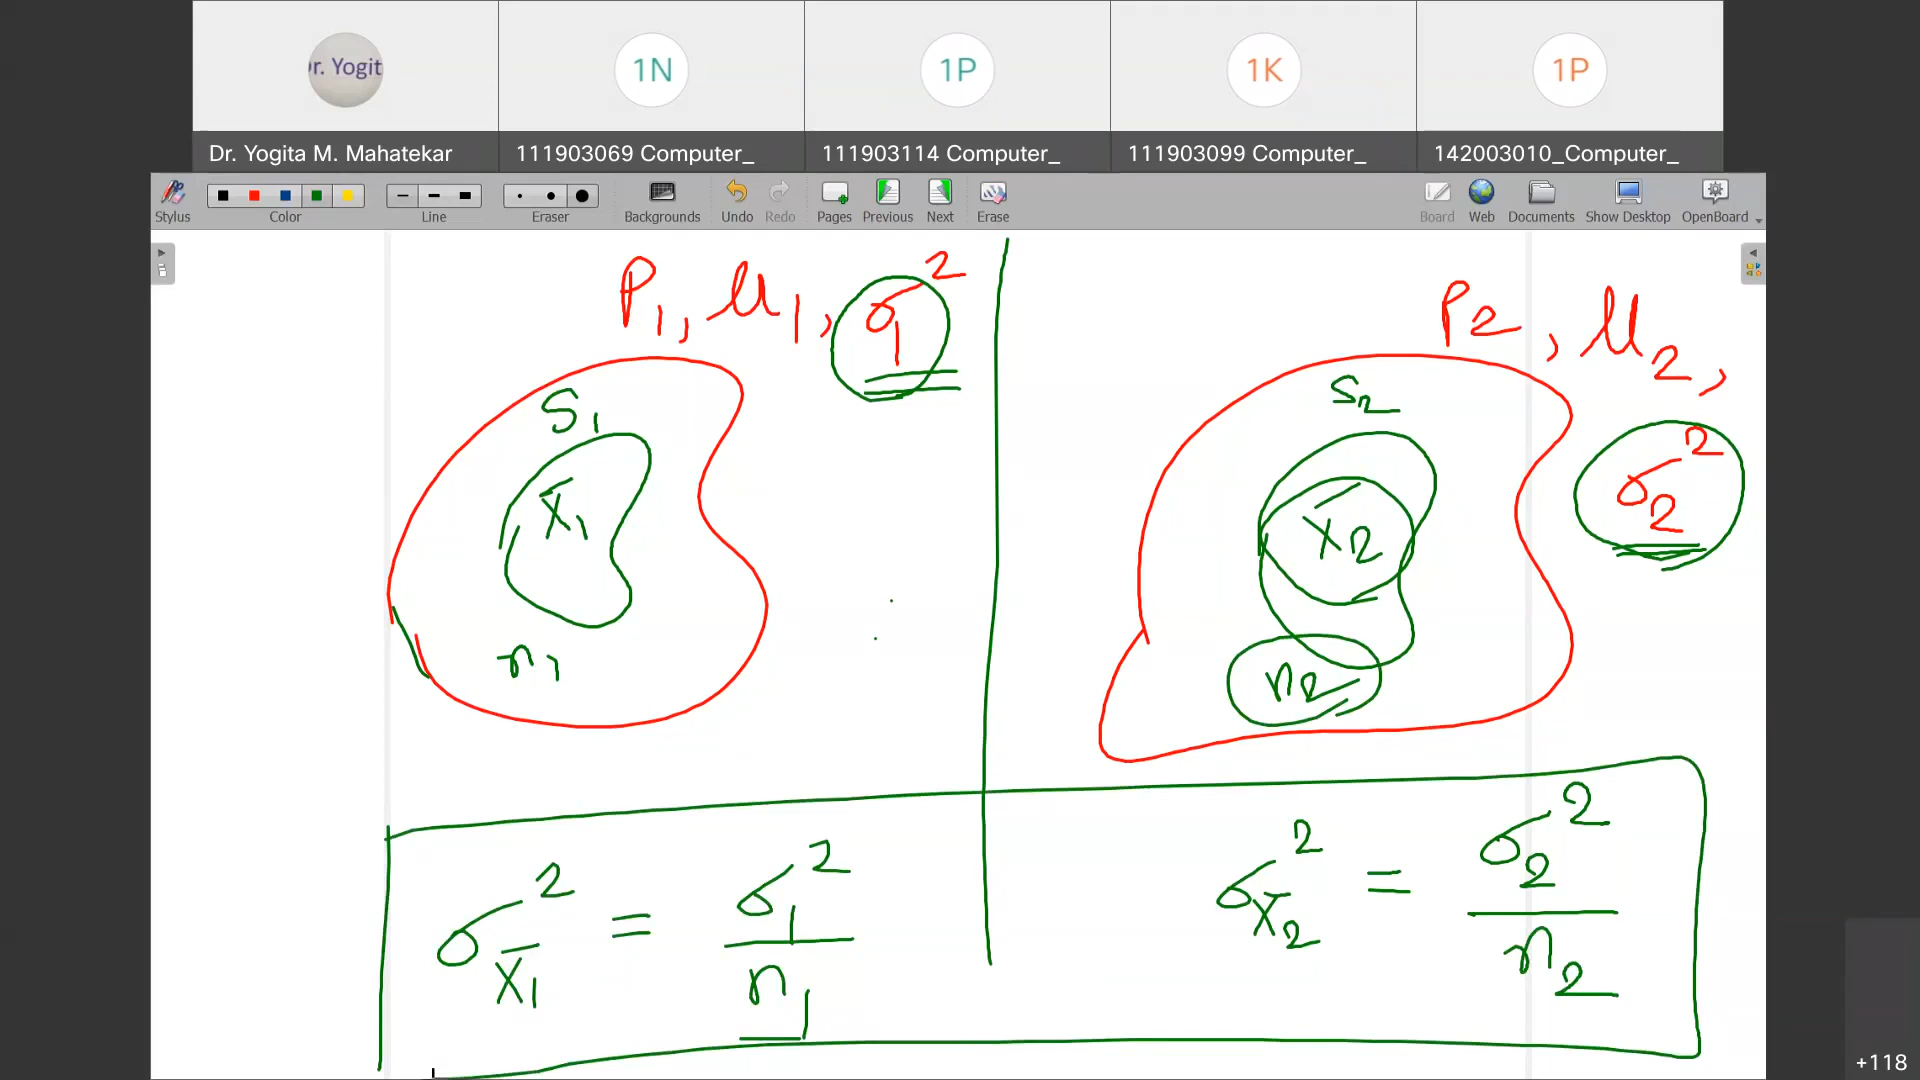 r. Yogit 1N 1P 1K 1P
Dr. Yogita M. Mahatekar 111903069 Computer_ 111903114 Computer_ 111903099 Computer_ 142003010_Computer_
Stylus Color Line Eraser Backgrounds Undo Redo Pages Previous Next Erase Board Web Documents Show Desktop OpenBoard
P₁, μ₁, σ₁²
P₂, μ₂,
σ₂²
S₁
X̄₁
n₁
S₂
X̄₂
n₂
σ²_X̄₁ = σ₁² / n₁
σ²_X̄₂ = σ₂² / n₂
+118